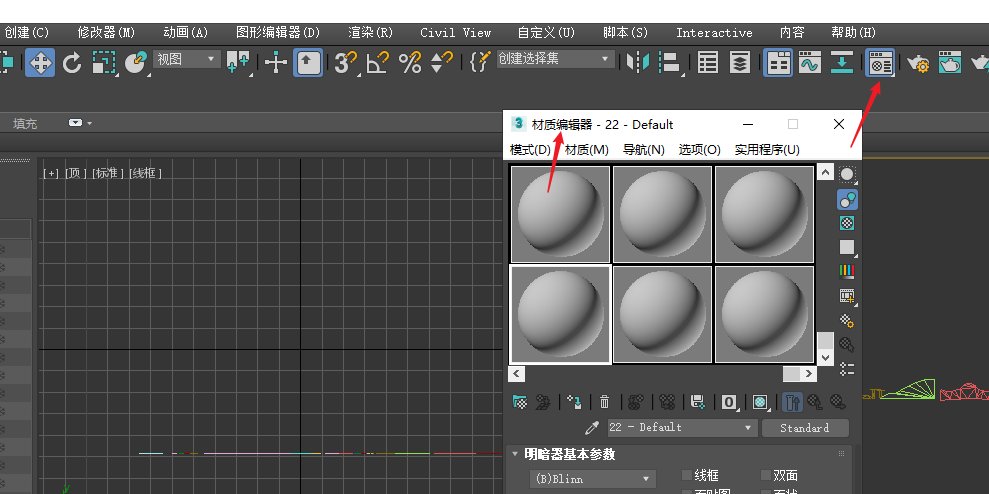 创建(C) 修改器(M) 动画(A) 图形编辑器(D) 渲染(R) Civil View 自定义(U) 脚本(S) Interactive 内容 帮助(H)
视图 3 创建选择集
填充
3 材质编辑器 - 22 - Default
模式(D) 材质(M) 导航(N) 选项(O) 实用程序(U)
[+] [顶] [标准] [线框]
0
22 - Default Standard
明暗器基本参数
(B)Blinn 线框 双面
y